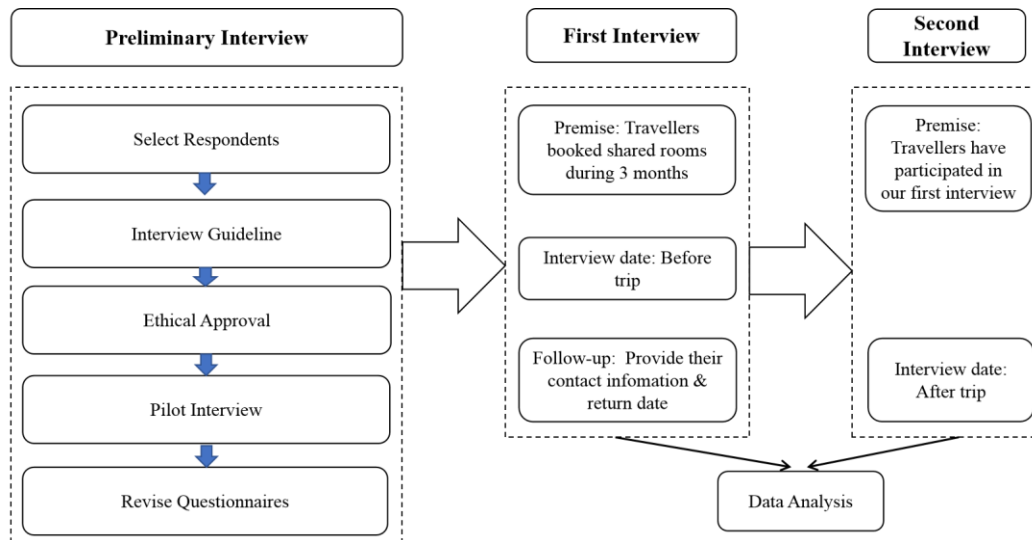 Preliminary Interview
Select Respondents
Interview Guideline
Ethical Approval
Pilot Interview
Revise Questionnaires
First Interview
Premise: Travellers
booked shared rooms
during 3 months
Interview date: Before
trip
Follow-up:  Provide their
contact infomation &
return date
Second
Interview
Premise:
Travellers have
participated in
our first interview
Interview date:
After trip
Data Analysis